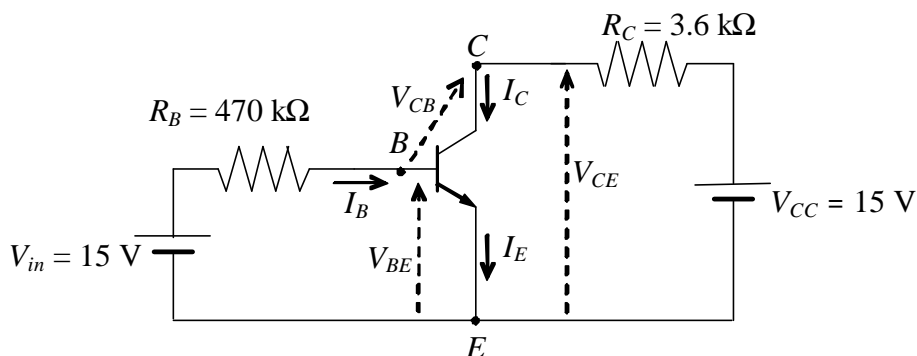 R_C = 3.6 kΩ
C
V_CB
I_C
R_B = 470 kΩ
B
V_CE
I_B
V_CC = 15 V
V_in = 15 V
V_BE
I_E
E